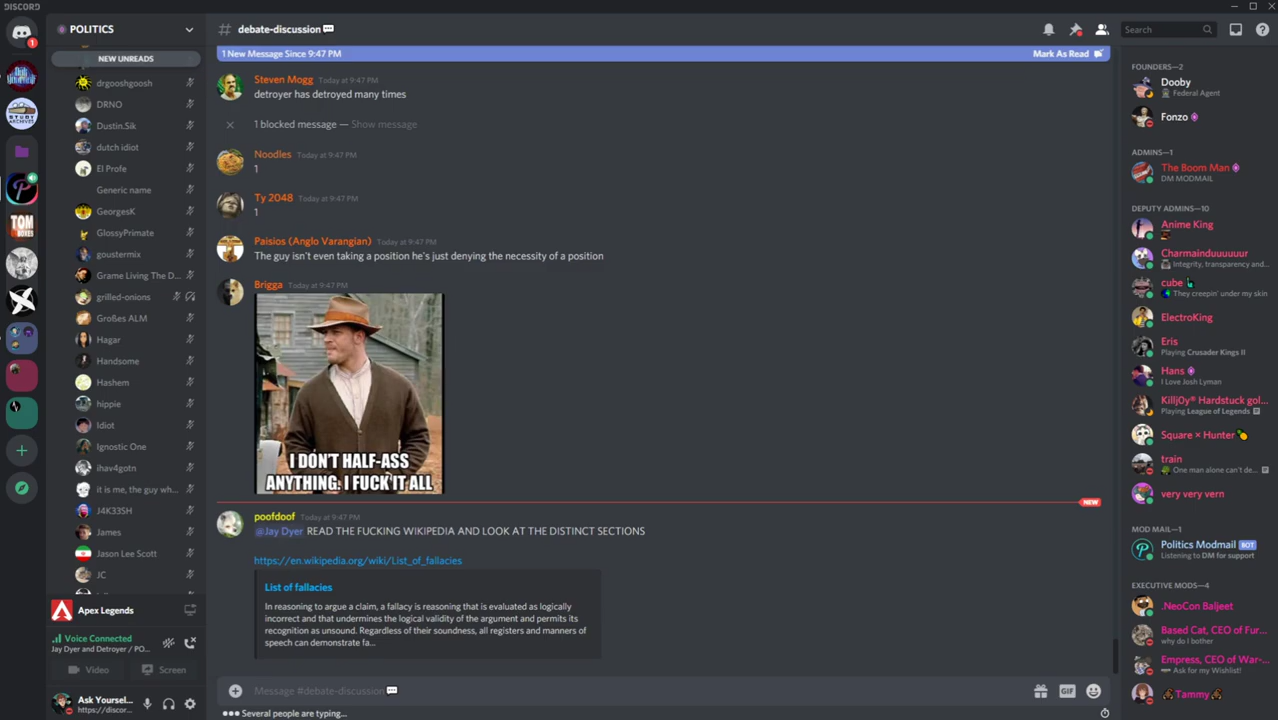 DISCORD
POLITICS
NEW UNREADS
drgooshgoosh
DRNO
Dustin.Sik
dutch idiot
El Profe
Generic name
GeorgesK
GlossyPrimate
goustermix
Grame Living The D...
grilled-onions
Großes ALM
Hagar
Handsome
Hashem
hippie
Idiot
Ignostic One
ihav4gotn
it is me, the guy wh...
J4K33SH
James
Jason Lee Scott
JC
Apex Legends
Voice Connected
Jay Dyer and Detroyer / PO...
Video
Screen
Ask Yoursel...
https://discor...
# debate-discussion
Search
1 New Message Since 9:47 PM
Mark As Read
Steven Mogg Today at 9:47 PM
detroyer has detroyed many times
1 blocked message — Show message
Noodles Today at 9:47 PM
1
Ty 2048 Today at 9:47 PM
1
Paisios (Anglo Varangian) Today at 9:47 PM
The guy isn't even taking a position he's just denying the necessity of a position
Brigga Today at 9:47 PM
I DON'T HALF-ASS
ANYTHING. I FUCK IT ALL
NEW
poofdoof Today at 9:47 PM
@Jay Dyer READ THE FUCKING WIKIPEDIA AND LOOK AT THE DISTINCT SECTIONS
https://en.wikipedia.org/wiki/List_of_fallacies
List of fallacies
In reasoning to argue a claim, a fallacy is reasoning that is evaluated as logically
incorrect and that undermines the logical validity of the argument and permits its
recognition as unsound. Regardless of their soundness, all registers and manners of
speech can demonstrate fa...
Message #debate-discussion
GIF
Several people are typing...
FOUNDERS—2
Dooby
Federal Agent
Fonzo
ADMINS—1
The Boom Man
DM MODMAIL
DEPUTY ADMINS—10
Anime King
Charmainduuuuuur
Integrity, transparency and...
cube
They creepin' under my skin
ElectroKing
Eris
Playing Crusader Kings II
Hans
I Love Josh Lyman
Killj0y® Hardstuck gol...
Playing League of Legends
Square × Hunter
train
One man alone can't de...
very very vern
MOD MAIL—1
Politics Modmail BOT
Listening to DM for support
EXECUTIVE MODS—4
.NeoCon Baljeet
Based Cat, CEO of Fur...
why do I bother
Empress, CEO of War-...
Ask for my Wishlist!
Tammy